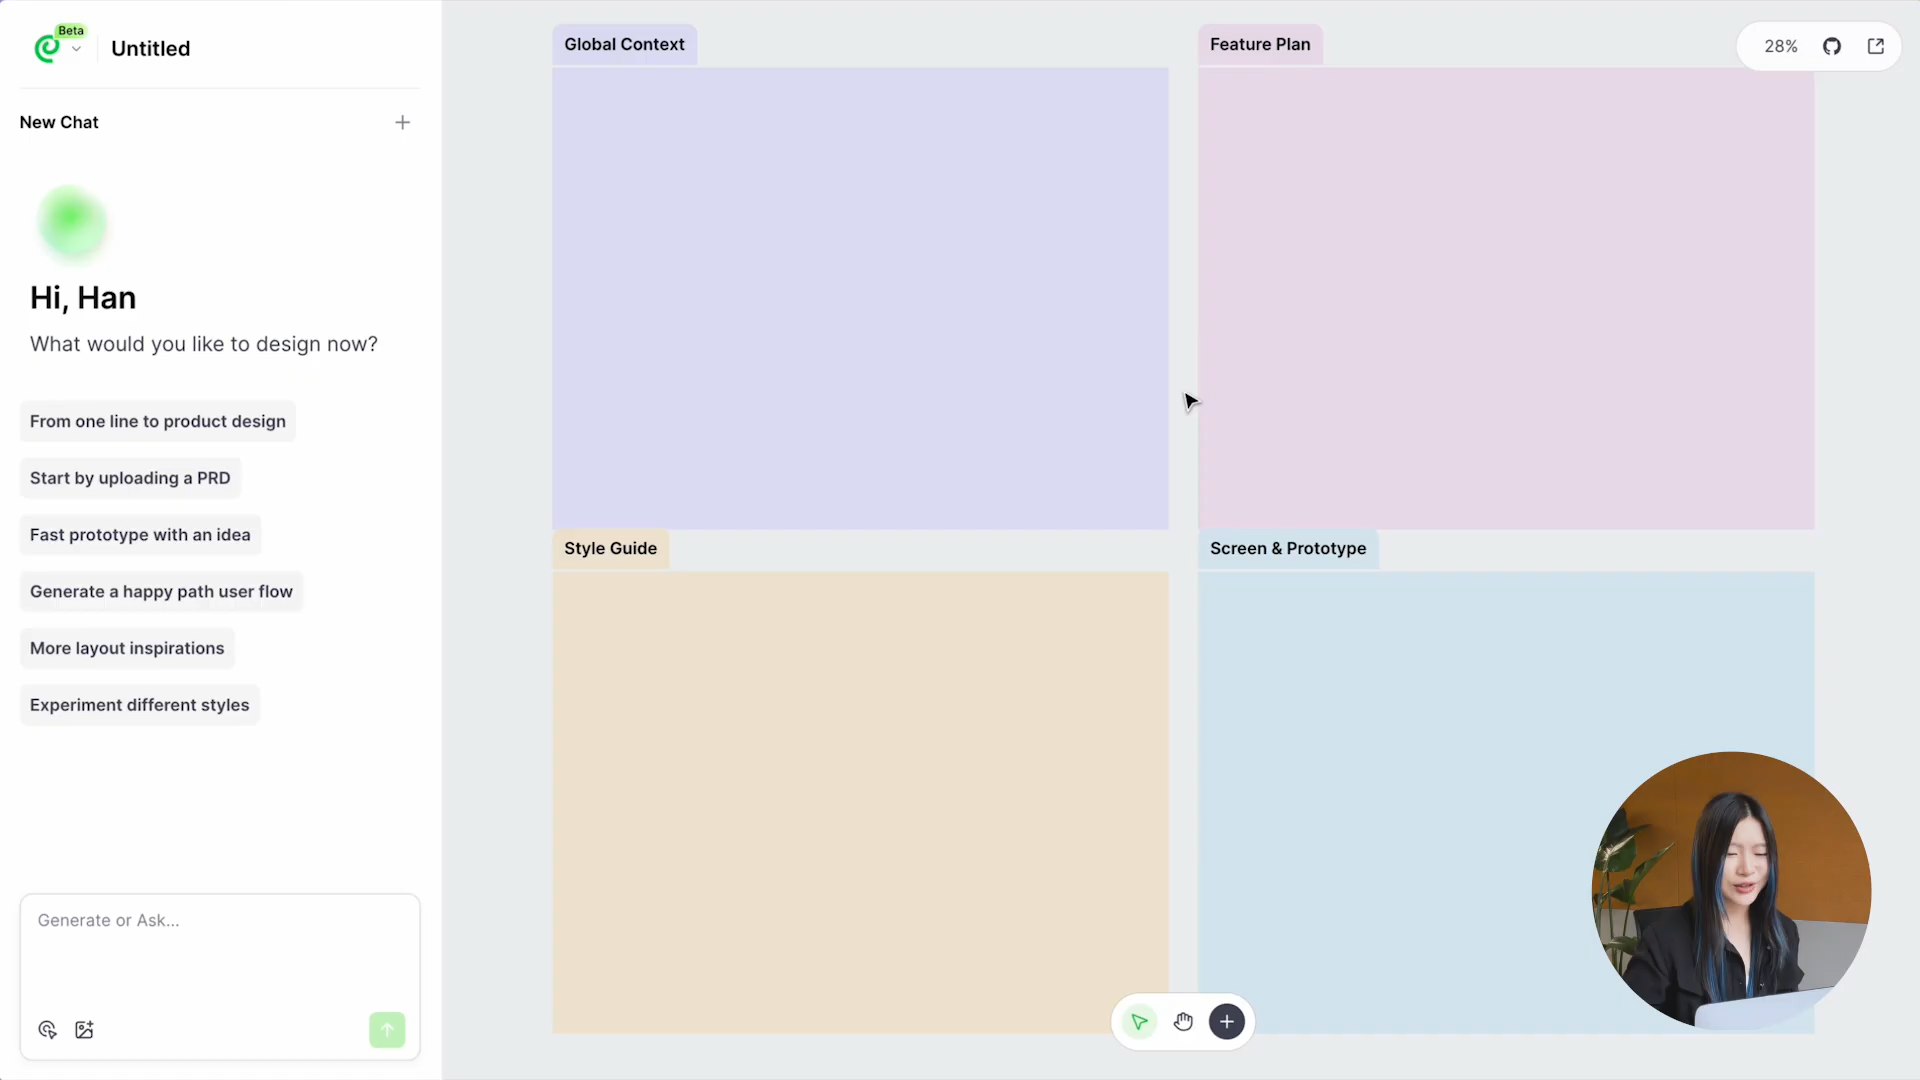 Beta
Untitled
New Chat
Hi, Han
What would you like to design now?
From one line to product design
Start by uploading a PRD
Fast prototype with an idea
Generate a happy path user flow
More layout inspirations
Experiment different styles
Generate or Ask...
Global Context
Feature Plan
28%
Style Guide
Screen & Prototype